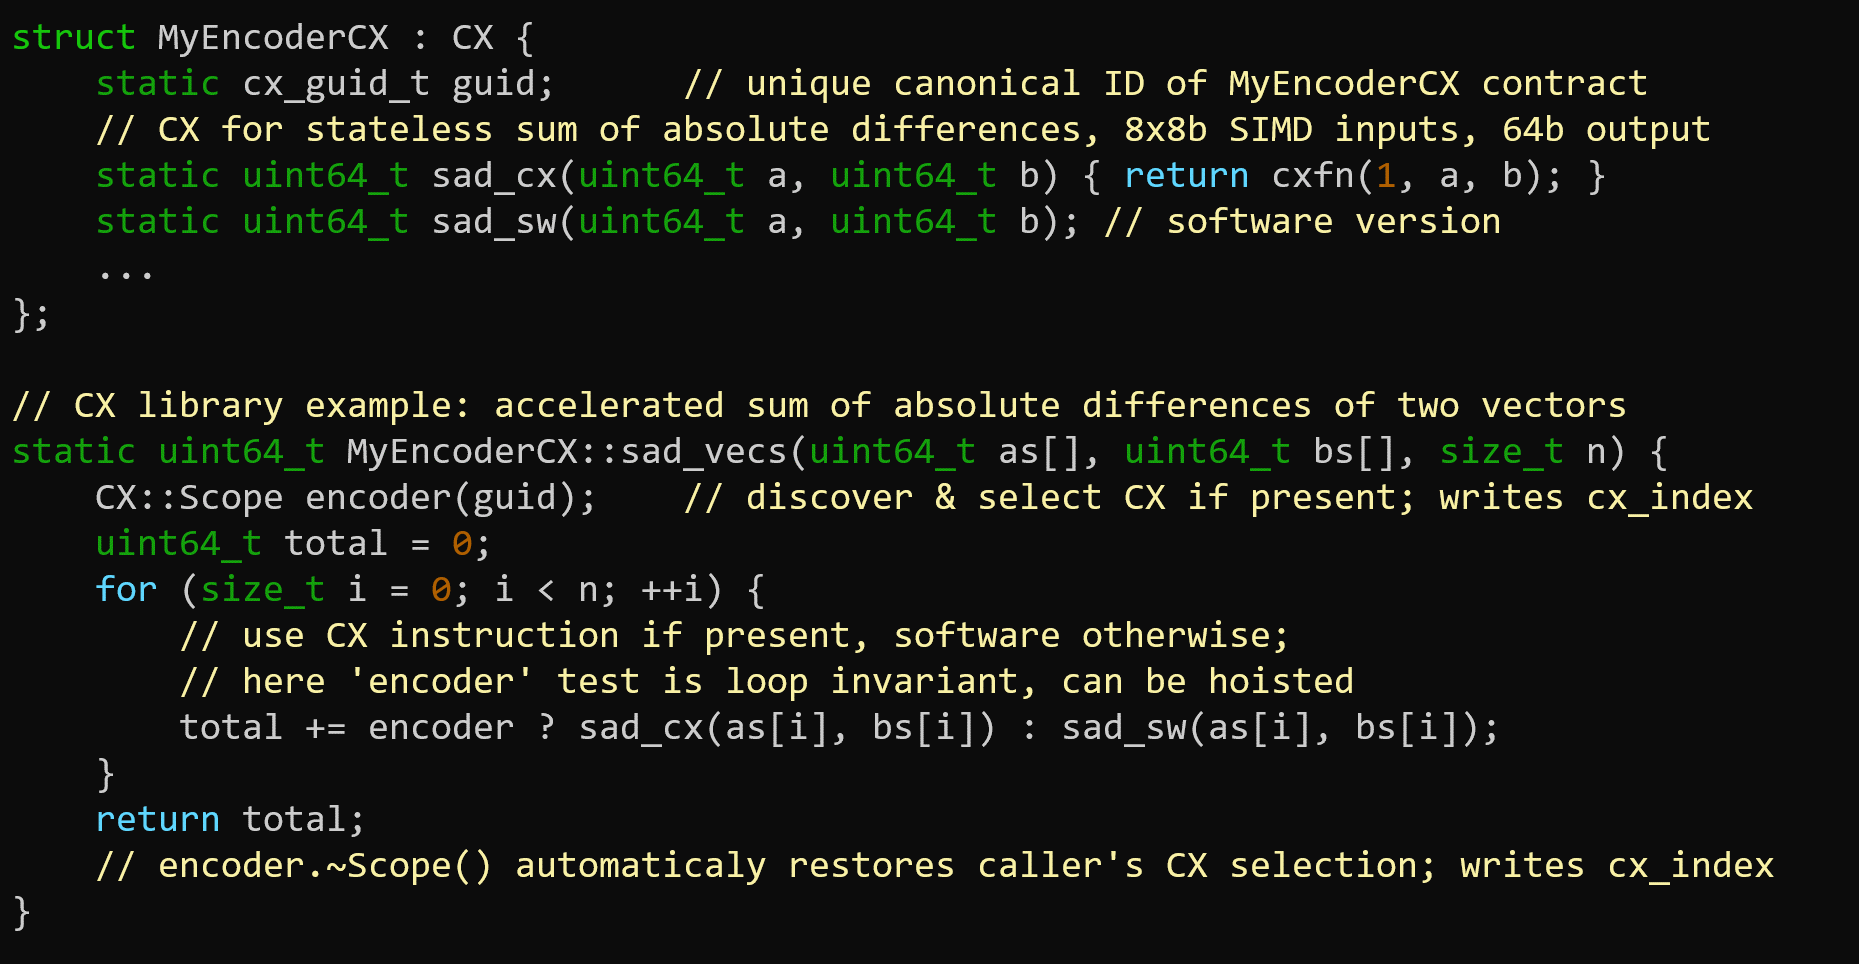 struct MyEncoderCX : CX {
    static cx_guid_t guid;      // unique canonical ID of MyEncoderCX contract
    // CX for stateless sum of absolute differences, 8x8b SIMD inputs, 64b output
    static uint64_t sad_cx(uint64_t a, uint64_t b) { return cxfn(1, a, b); }
    static uint64_t sad_sw(uint64_t a, uint64_t b); // software version
    ...
};

// CX library example: accelerated sum of absolute differences of two vectors
static uint64_t MyEncoderCX::sad_vecs(uint64_t as[], uint64_t bs[], size_t n) {
    CX::Scope encoder(guid);    // discover & select CX if present; writes cx_index
    uint64_t total = 0;
    for (size_t i = 0; i < n; ++i) {
        // use CX instruction if present, software otherwise;
        // here 'encoder' test is loop invariant, can be hoisted
        total += encoder ? sad_cx(as[i], bs[i]) : sad_sw(as[i], bs[i]);
    }
    return total;
    // encoder.~Scope() automaticaly restores caller's CX selection; writes cx_index
}